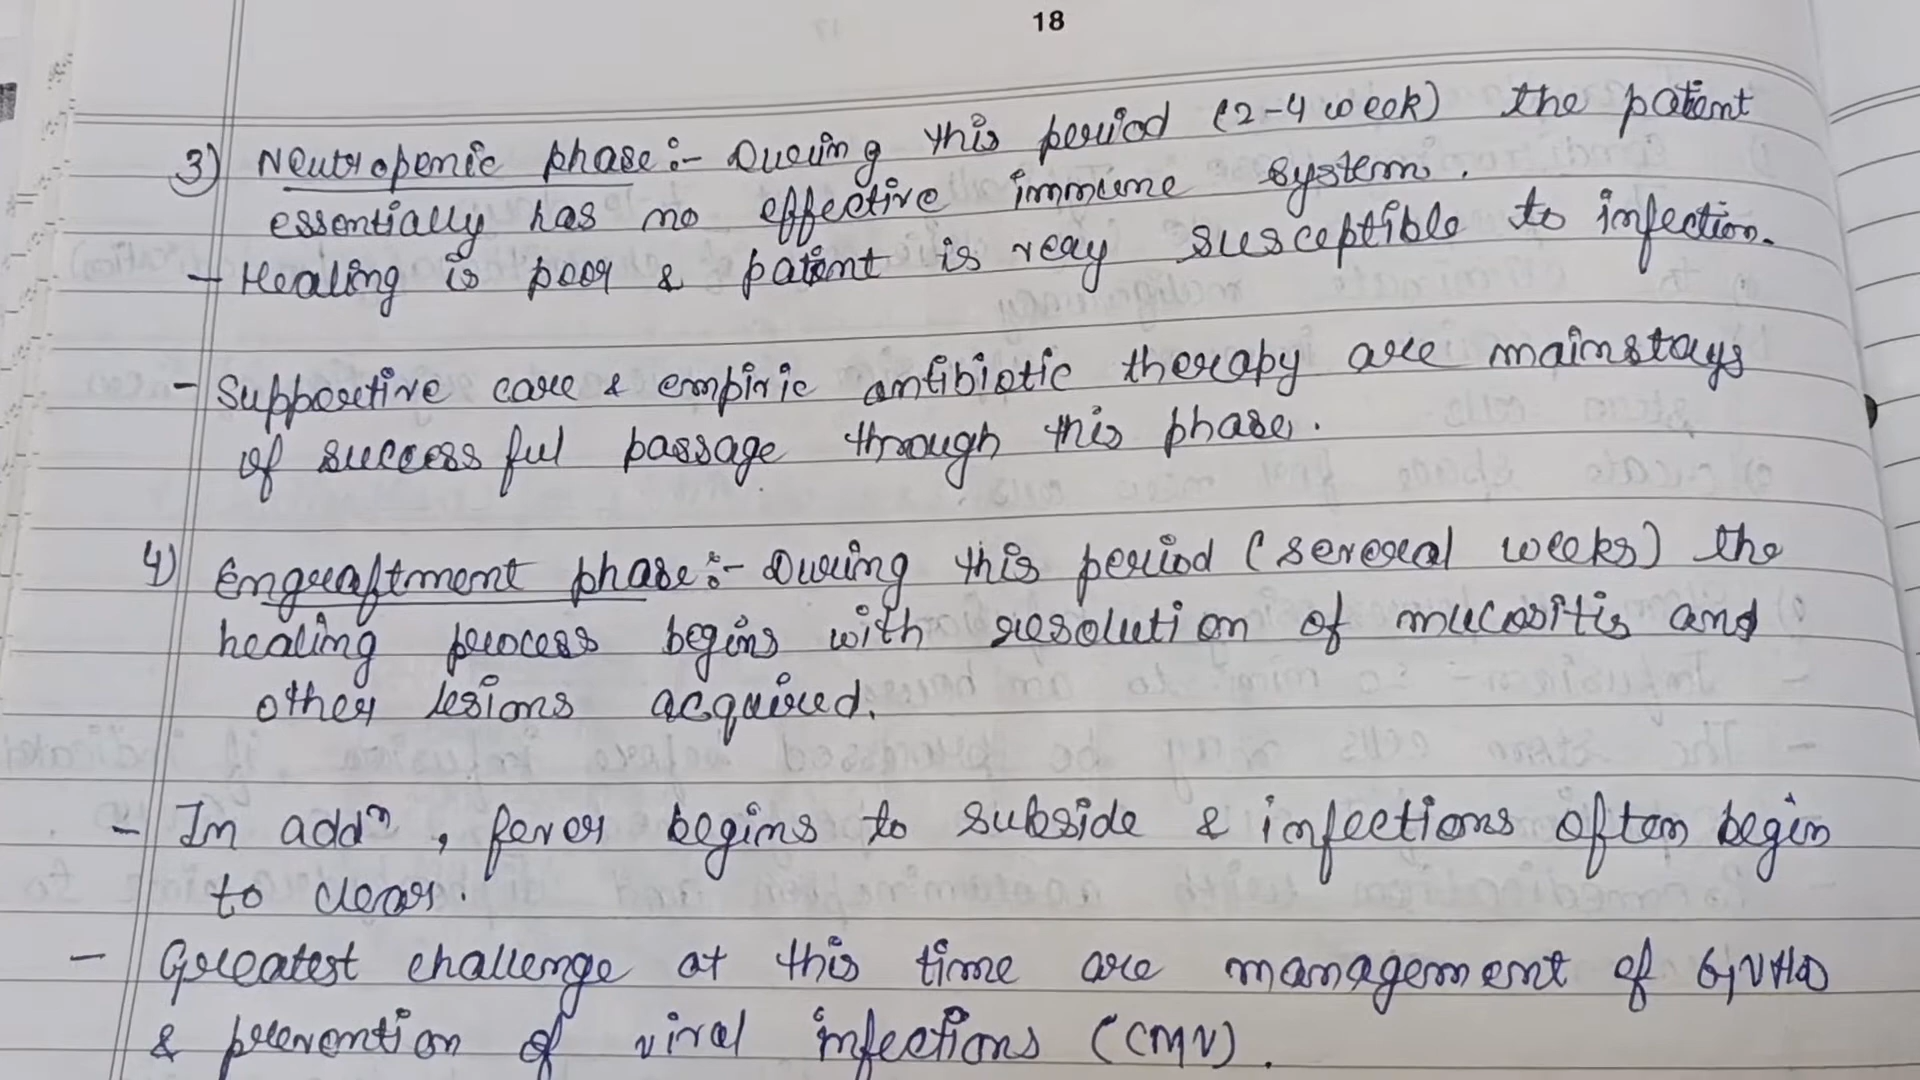 18
3) Neutropenic phase:- During this period (2-4 week) the patient
essentially has no effective immune system.
- Healing is poor & patient is very susceptible to infection.
- Supportive care & empiric antibiotic therapy are mainstays
of successful passage through this phase.
4) Engraftment phase:- During this period (several weeks) the
healing process begins with resolution of mucositis and
other lesions acquired.
- In addⁿ, fever begins to subside & infections often begin
to clear.
- Greatest challenge at this time are management of GVHD
& prevention of viral infections (CMV).